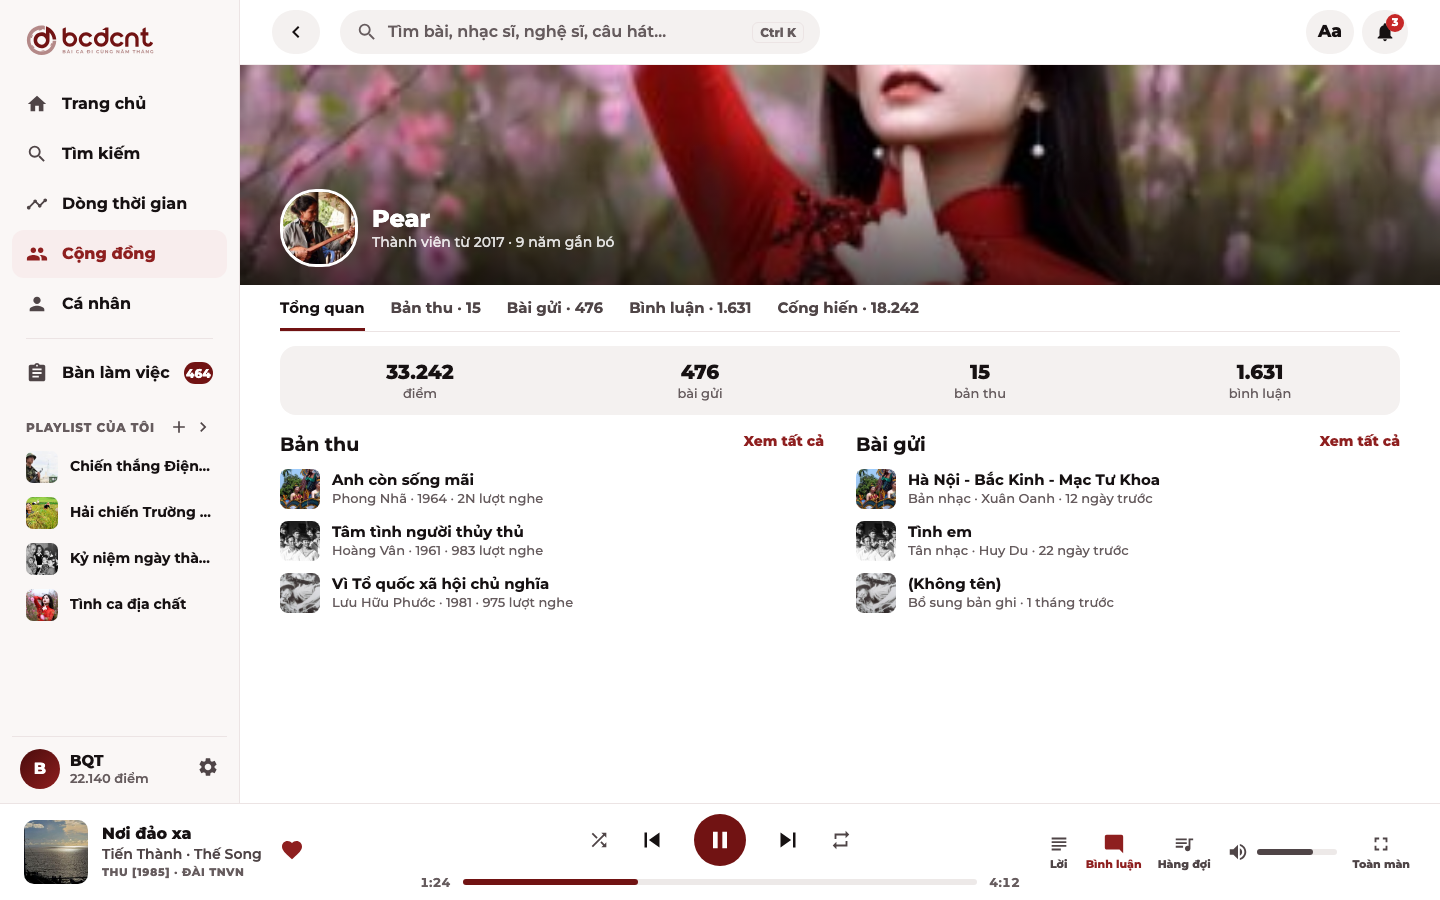 bcdcnt
BÀI CA ĐI CÙNG NĂM THÁNG
Trang chủ
Tìm kiếm
Dòng thời gian
Cộng đồng
Cá nhân
Bàn làm việc 464
PLAYLIST CỦA TÔI
Chiến thắng Điện...
Hải chiến Trường ...
Kỷ niệm ngày thà...
Tình ca địa chất
B
BQT
22.140 điểm
Tìm bài, nhạc sĩ, nghệ sĩ, câu hát...
Ctrl K
Aa
3
Pear
Thành viên từ 2017 · 9 năm gắn bó
Tổng quan
Bản thu · 15
Bài gửi · 476
Bình luận · 1.631
Cống hiến · 18.242
33.242
điểm
476
bài gửi
15
bản thu
1.631
bình luận
Bản thu
Xem tất cả
Anh còn sống mãi
Phong Nhã · 1964 · 2N lượt nghe
Tâm tình người thủy thủ
Hoàng Vân · 1961 · 983 lượt nghe
Vì Tổ quốc xã hội chủ nghĩa
Lưu Hữu Phước · 1981 · 975 lượt nghe
Bài gửi
Xem tất cả
Hà Nội - Bắc Kinh - Mạc Tư Khoa
Bản nhạc · Xuân Oanh · 12 ngày trước
Tình em
Tân nhạc · Huy Du · 22 ngày trước
(Không tên)
Bổ sung bản ghi · 1 tháng trước
Nơi đảo xa
Tiến Thành · Thế Song
THU [1985] · ĐÀI TNVN
1:24
4:12
Lời
Bình luận
Hàng đợi
Toàn màn